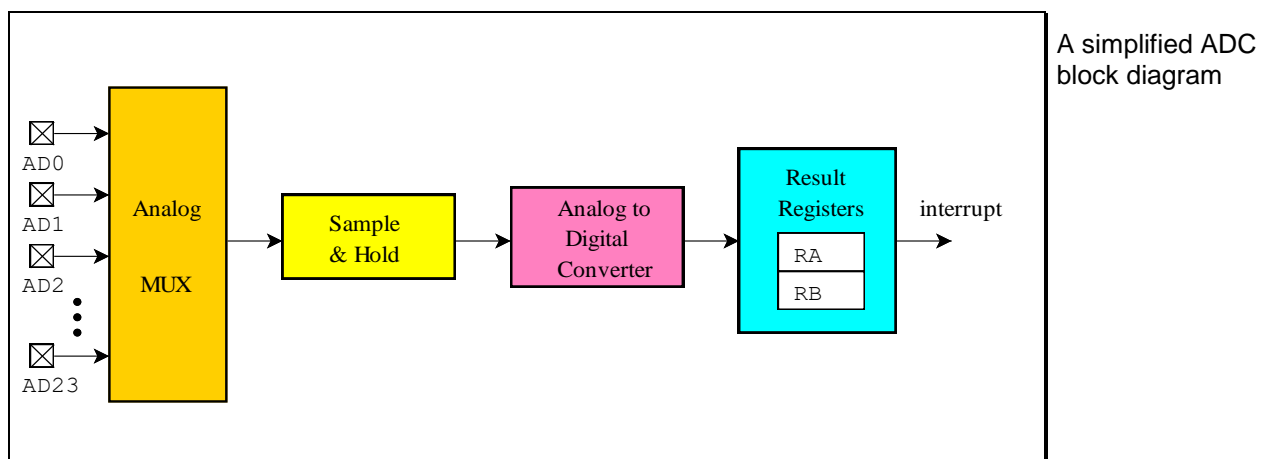 A simplified ADC
block diagram
AD0
AD1
AD2
AD23
Analog
MUX
Sample
& Hold
Analog to
Digital
Converter
Result
Registers
RA
RB
interrupt